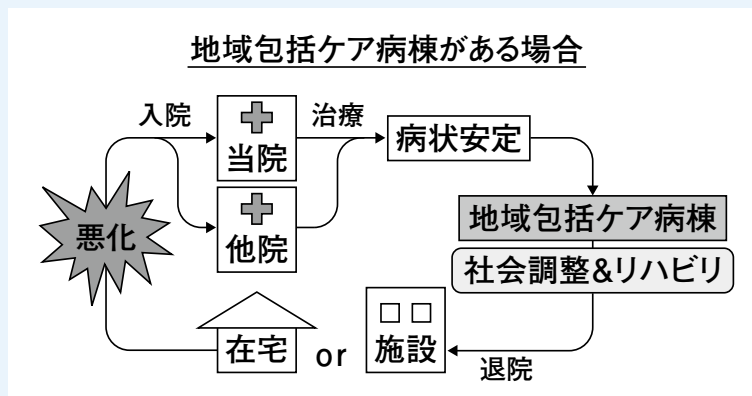 地域包括ケア病棟がある場合
入院
当院
治療
病状安定
他院
悪化
地域包括ケア病棟
社会調整&リハビリ
在宅
or
施設
退院